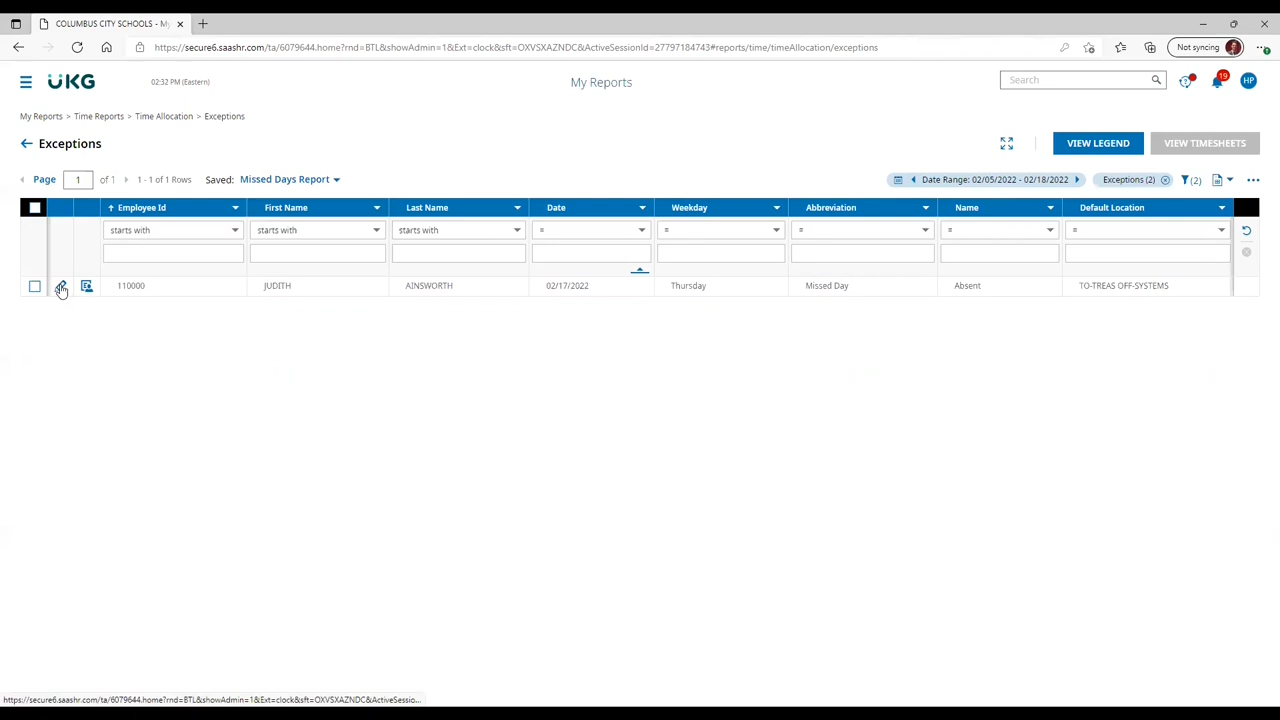 COLUMBUS CITY SCHOOLS - My
https://secure6.saashr.com/ta/6079644.home?rnd=BTL&showAdmin=1&Ext=clock&sft=OXVSXAZNDC&ActiveSessionId=27797184743#reports/time/timeAllocation/exceptions
Not syncing
UKG
02:32 PM (Eastern)
My Reports
Search
19
HP
My Reports > Time Reports > Time Allocation > Exceptions
Exceptions
VIEW LEGEND
VIEW TIMESHEETS
Page 1 of 1 1 - 1 of 1 Rows Saved: Missed Days Report
Date Range: 02/05/2022 - 02/18/2022
Exceptions (2)
(2)
Employee Id First Name Last Name Date Weekday Abbreviation Name Default Location
starts with starts with starts with = = = = =
110000 JUDITH AINSWORTH 02/17/2022 Thursday Missed Day Absent TO-TREAS OFF-SYSTEMS
https://secure6.saashr.com/ta/6079644.home?rnd=BTL&showAdmin=1&Ext=clock&sft=OXVSXAZNDC&ActiveSessio...